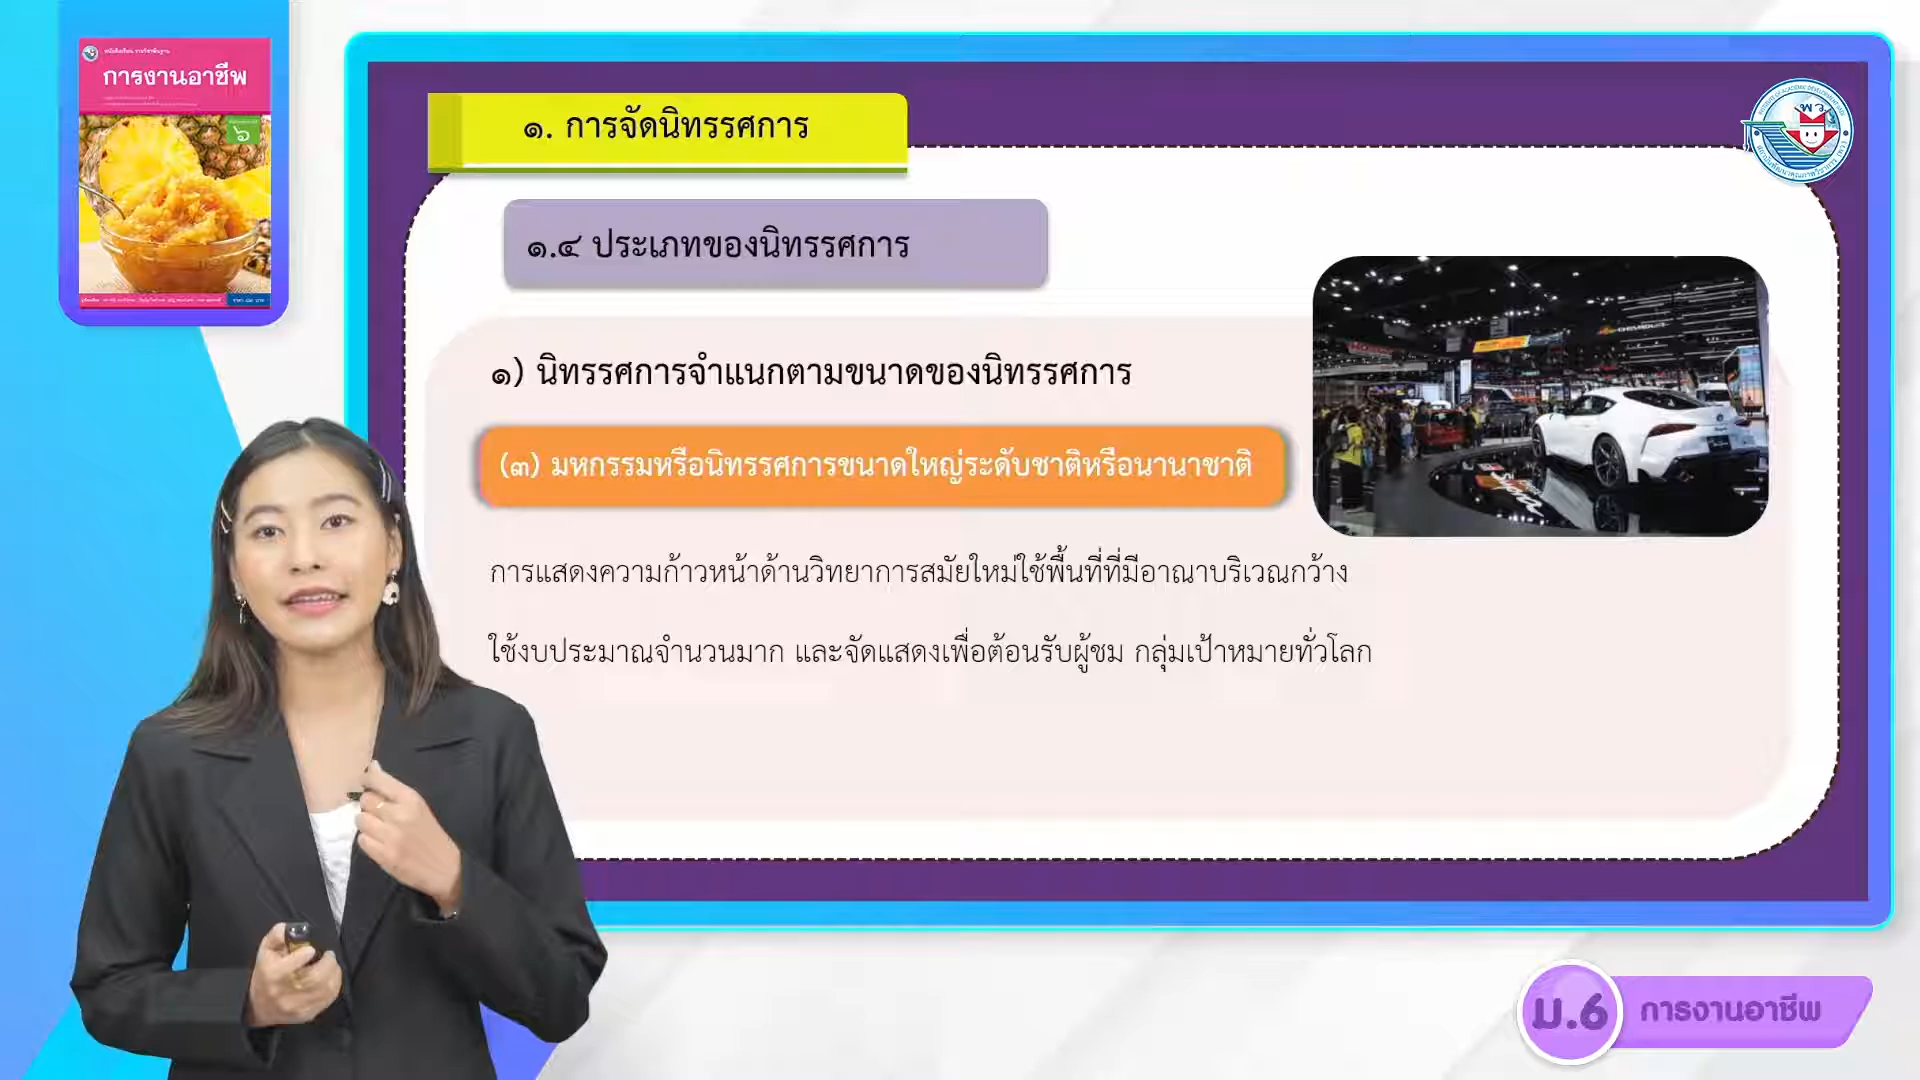 การงานอาชีพ
๖
๑. การจัดนิทรรศการ
๑.๔ ประเภทของนิทรรศการ
๑) นิทรรศการจำแนกตามขนาดของนิทรรศการ
(๓) มหกรรมหรือนิทรรศการขนาดใหญ่ระดับชาติหรือนานาชาติ
การแสดงความก้าวหน้าด้านวิทยาการสมัยใหม่ใช้พื้นที่ที่มีอาณาบริเวณกว้าง
ใช้งบประมาณจำนวนมาก และจัดแสดงเพื่อต้อนรับผู้ชม กลุ่มเป้าหมายทั่วโลก
พว.
CHEVROLET
Supra
ม.6 การงานอาชีพ